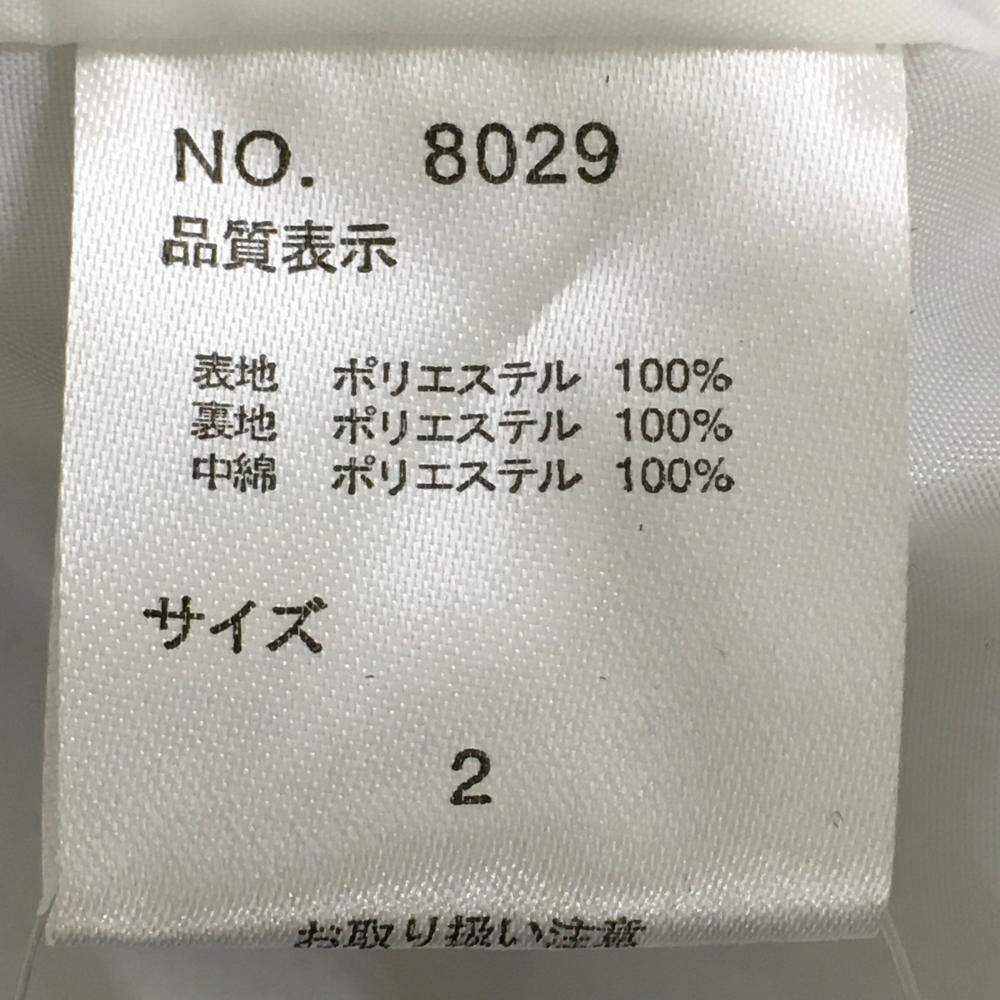 NO. 8029
品質表示
表地 ポリエステル 100%
裏地 ポリエステル 100%
中綿 ポリエステル 100%
サイズ
2
お取り扱い注意